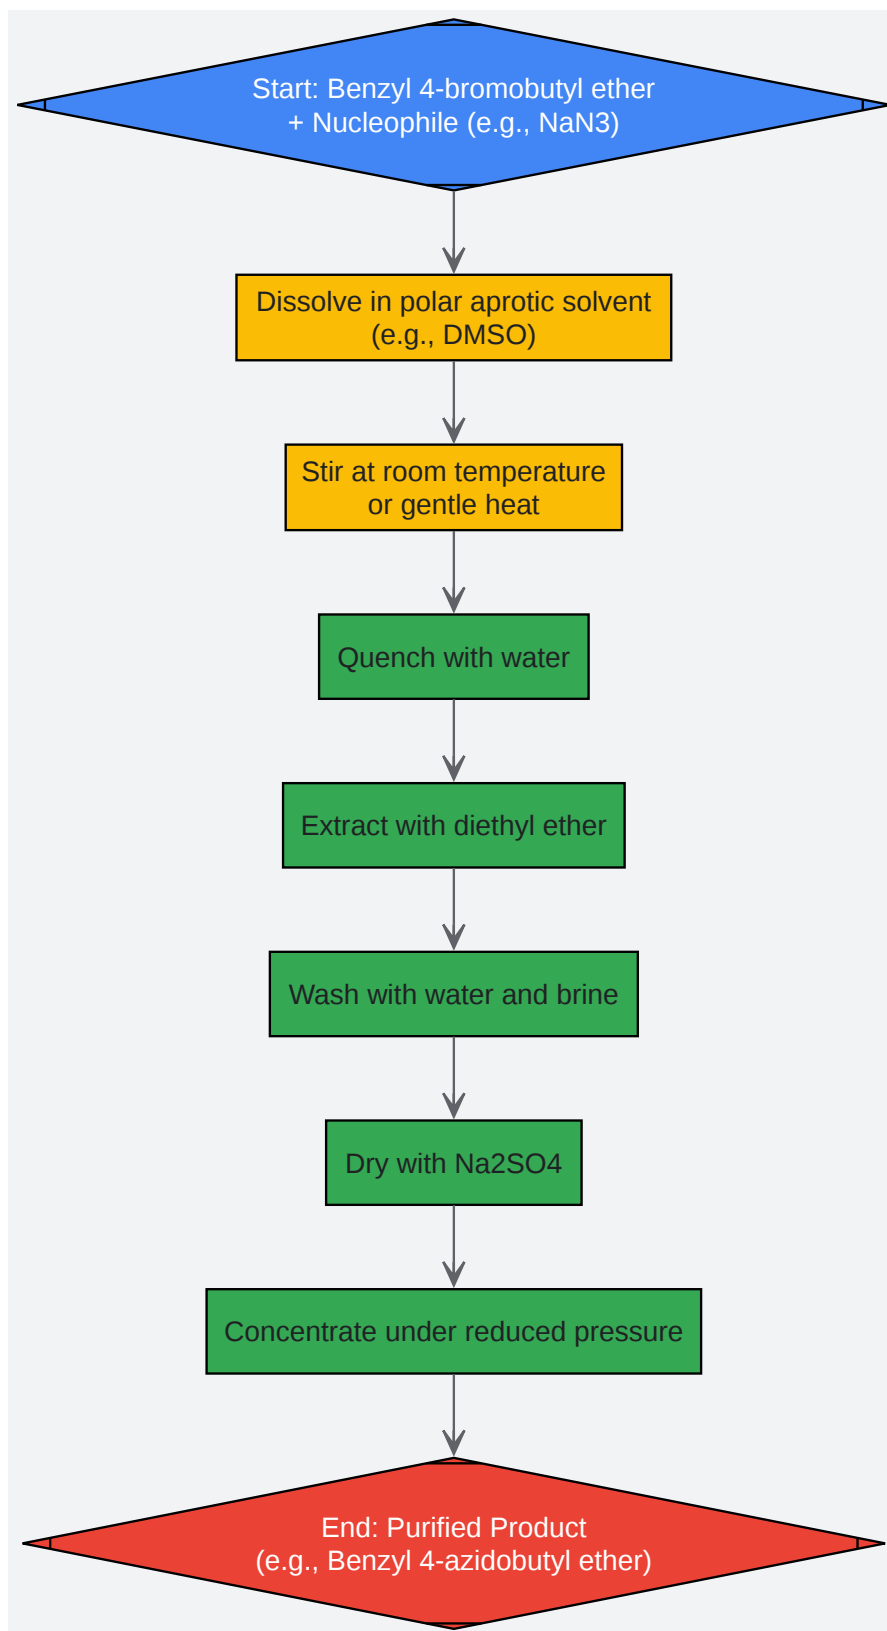 Start: Benzyl 4-bromobutyl ether
+ Nucleophile (e.g., NaN3)
Dissolve in polar aprotic solvent
(e.g., DMSO)
Stir at room temperature
or gentle heat
Quench with water
Extract with diethyl ether
Wash with water and brine
Dry with Na2SO4
Concentrate under reduced pressure
End: Purified Product
(e.g., Benzyl 4-azidobutyl ether)